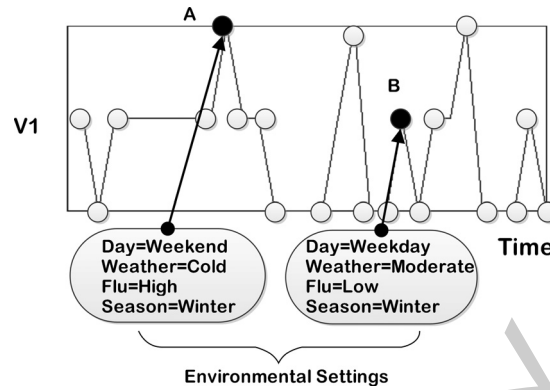 A
B
V1
Time
Day=Weekend
Weather=Cold
Flu=High
Season=Winter
Day=Weekday
Weather=Moderate
Flu=Low
Season=Winter
Environmental Settings